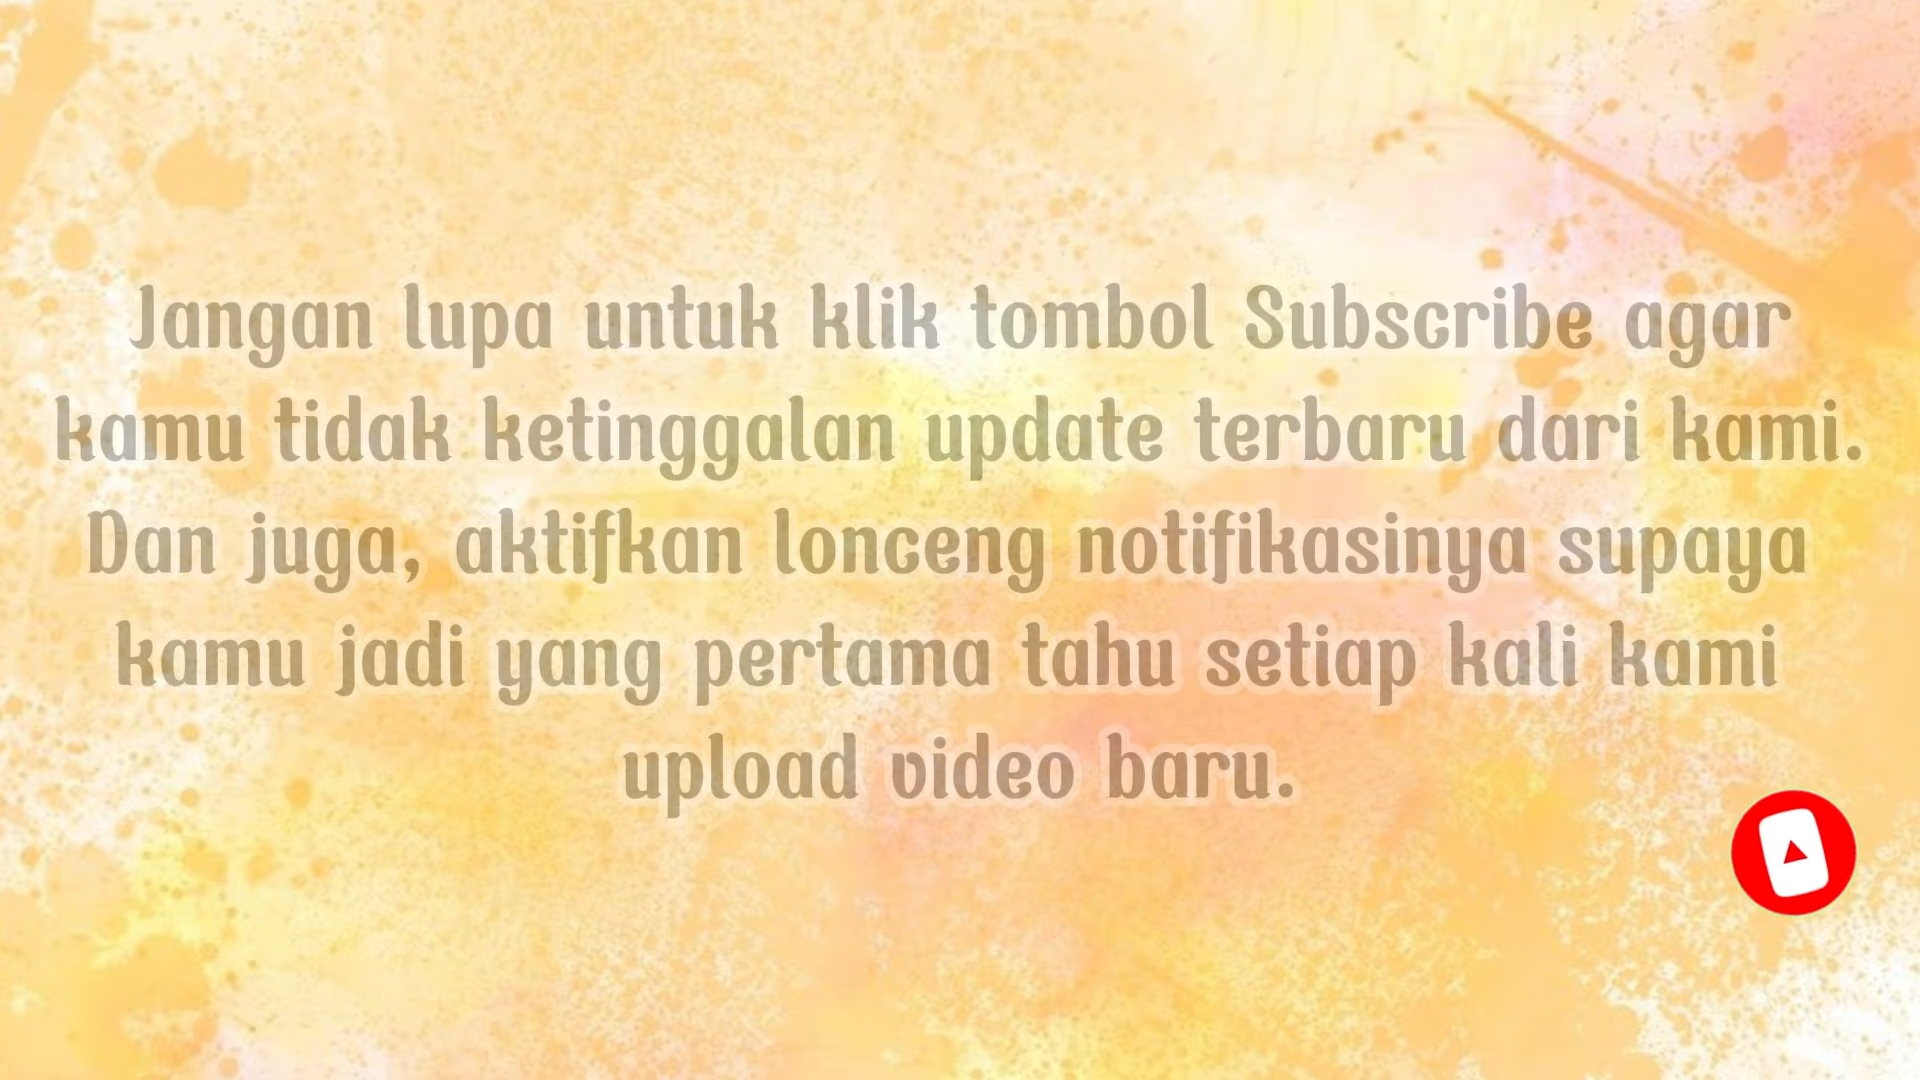 Jangan lupa untuk klik tombol Subscribe agar
kamu tidak ketinggalan update terbaru dari kami.
Dan juga, aktifkan lonceng notifikasinya supaya
kamu jadi yang pertama tahu setiap kali kami
upload video baru.